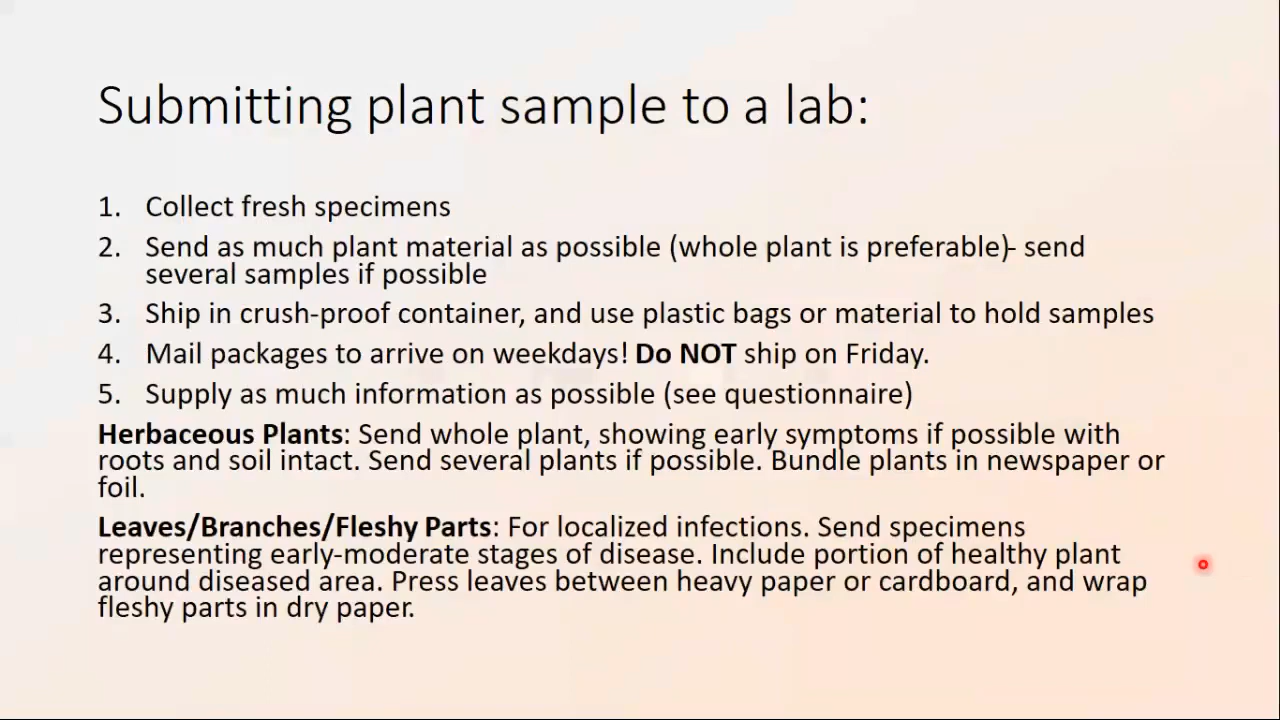 Submitting plant sample to a lab:
1. Collect fresh specimens
2. Send as much plant material as possible (whole plant is preferable)- send
several samples if possible
3. Ship in crush-proof container, and use plastic bags or material to hold samples
4. Mail packages to arrive on weekdays! Do NOT ship on Friday.
5. Supply as much information as possible (see questionnaire)
Herbaceous Plants: Send whole plant, showing early symptoms if possible with
roots and soil intact. Send several plants if possible. Bundle plants in newspaper or
foil.
Leaves/Branches/Fleshy Parts: For localized infections. Send specimens
representing early-moderate stages of disease. Include portion of healthy plant
around diseased area. Press leaves between heavy paper or cardboard, and wrap
fleshy parts in dry paper.